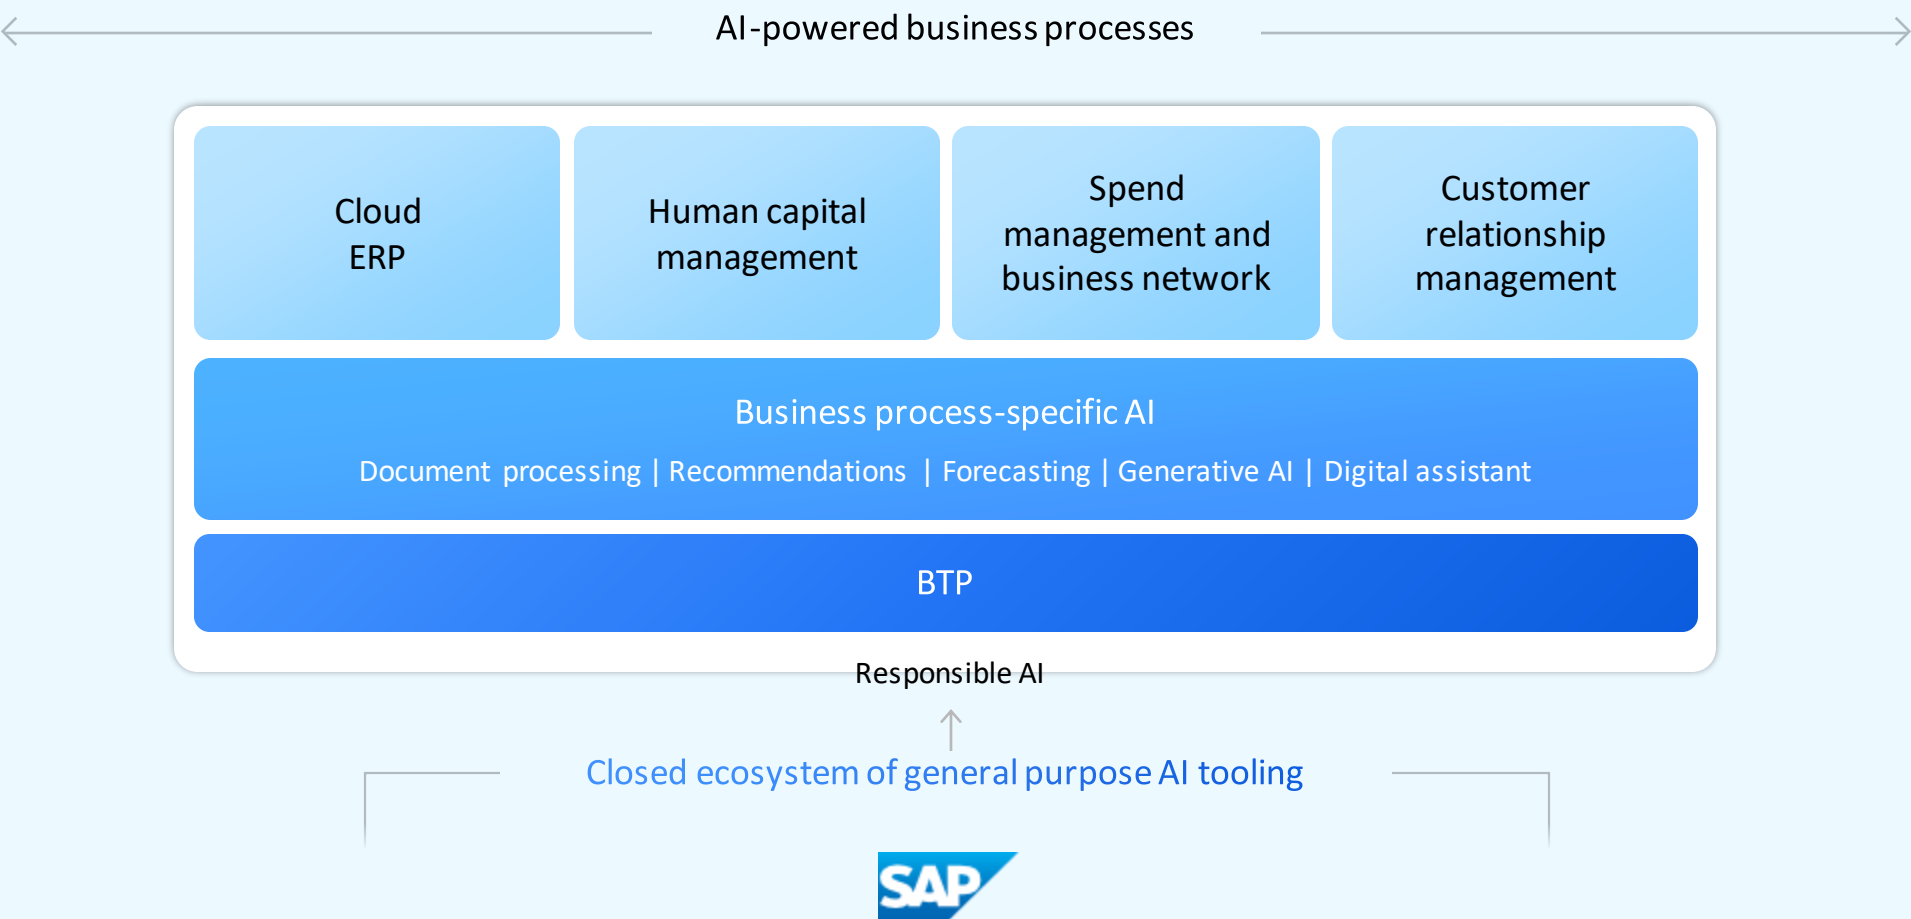 AI-powered business processes
Cloud
ERP
Human capital
management
Spend
management and
business network
Customer
relationship
management
Business process-specific AI
Document processing | Recommendations | Forecasting | Generative AI | Digital assistant
BTP
Responsible AI
Closed ecosystem of general purpose AI tooling
SAP